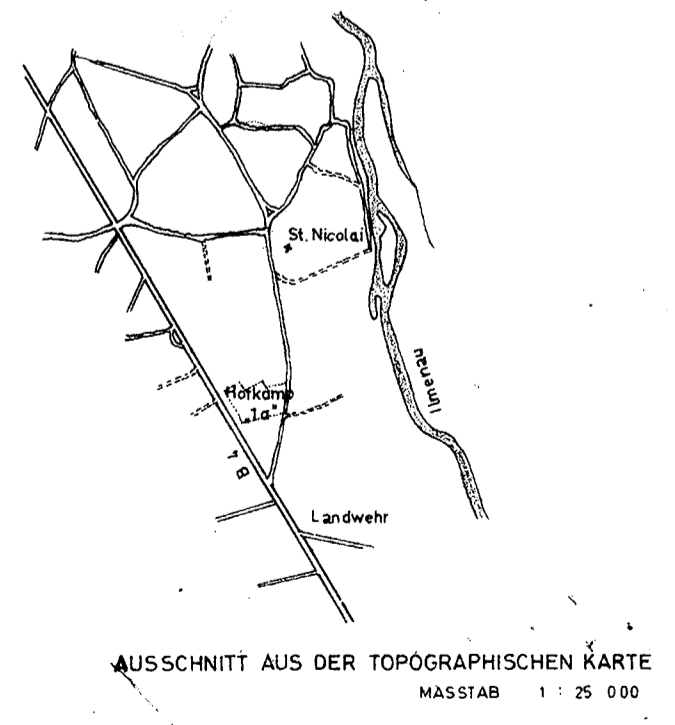 St. Nicolai
Ilmenau
Hofkamp
"1a"
B 4
Landwehr
AUSSCHNITT AUS DER TOPOGRAPHISCHEN KARTE
MASSTAB 1 : 25 000